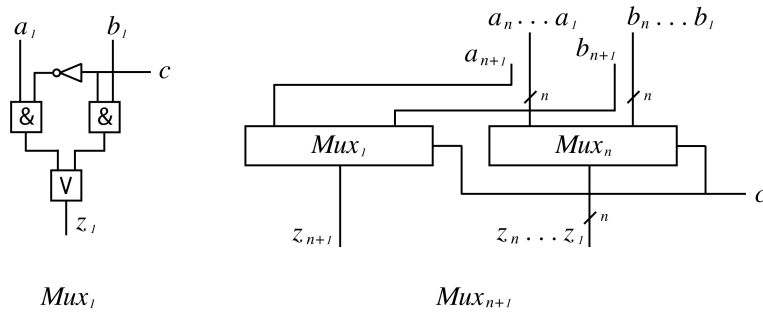 a₁ b₁
c
& &
V
z₁
Mux₁
aₙ...a₁ bₙ...b₁
aₙ₊₁ bₙ₊₁
n n
Mux₁ Muxₙ
c
n
zₙ₊₁ zₙ...z₁
Muxₙ₊₁